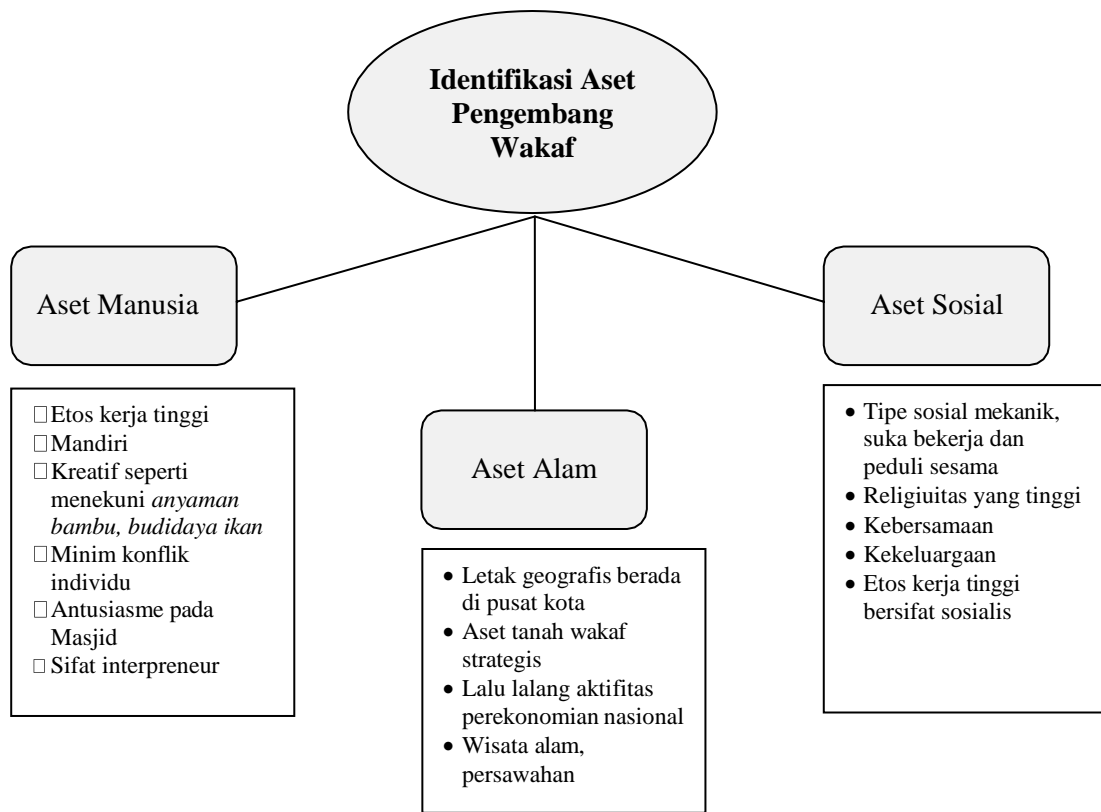 Identifikasi Aset
Pengembang
Wakaf
Aset Manusia
□Etos kerja tinggi
□Mandiri
□Kreatif seperti
menekuni anyaman
bambu, budidaya ikan
□Minim konflik
individu
□Antusiasme pada
Masjid
□Sifat interpreneur
Aset Alam
• Letak geografis berada
di pusat kota
• Aset tanah wakaf
strategis
• Lalu lalang aktifitas
perekonomian nasional
• Wisata alam,
persawahan
Aset Sosial
• Tipe sosial mekanik,
suka bekerja dan
peduli sesama
• Religiuitas yang tinggi
• Kebersamaan
• Kekeluargaan
• Etos kerja tinggi
bersifat sosialis